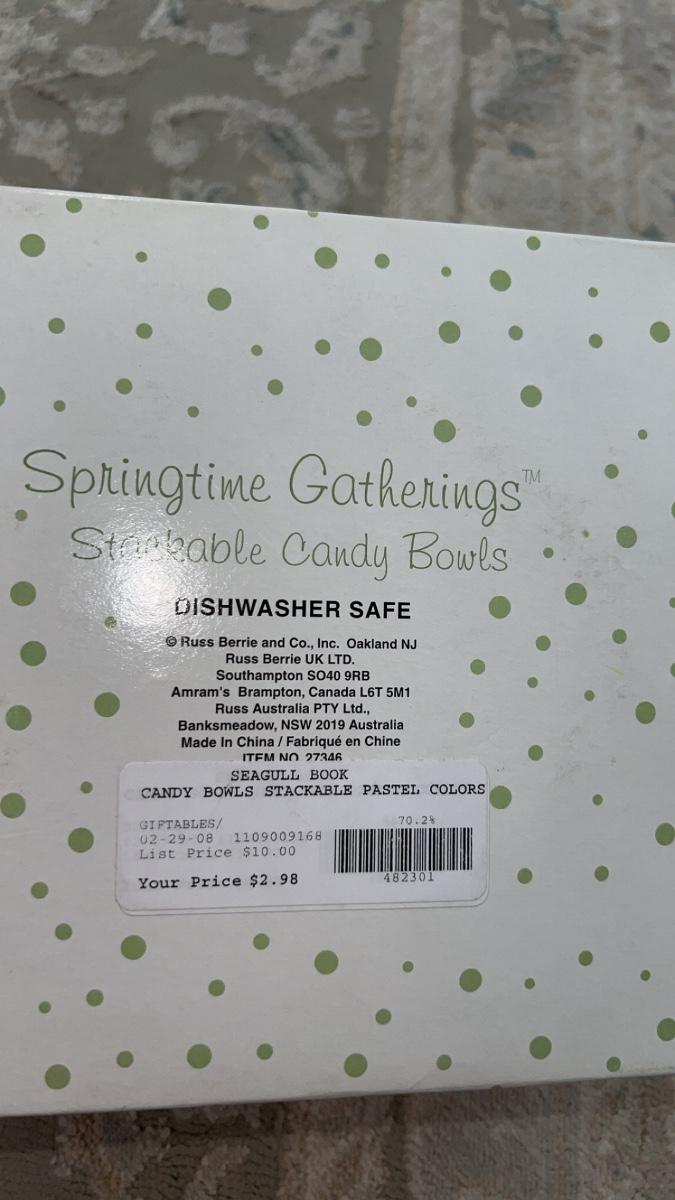 Springtime Gatherings™
Stackable Candy Bowls
DISHWASHER SAFE
© Russ Berrie and Co., Inc. Oakland NJ
Russ Berrie UK LTD.
Southampton SO40 9RB
Amram's Brampton, Canada L6T 5M1
Russ Australia PTY Ltd.,
Banksmeadow, NSW 2019 Australia
Made In China / Fabriqué en Chine
ITEM NO. 27346
SEAGULL BOOK
CANDY BOWLS STACKABLE PASTEL COLORS
GIFTABLES/ 70.2%
02-29-08 1109009168
List Price $10.00
Your Price $2.98 482301